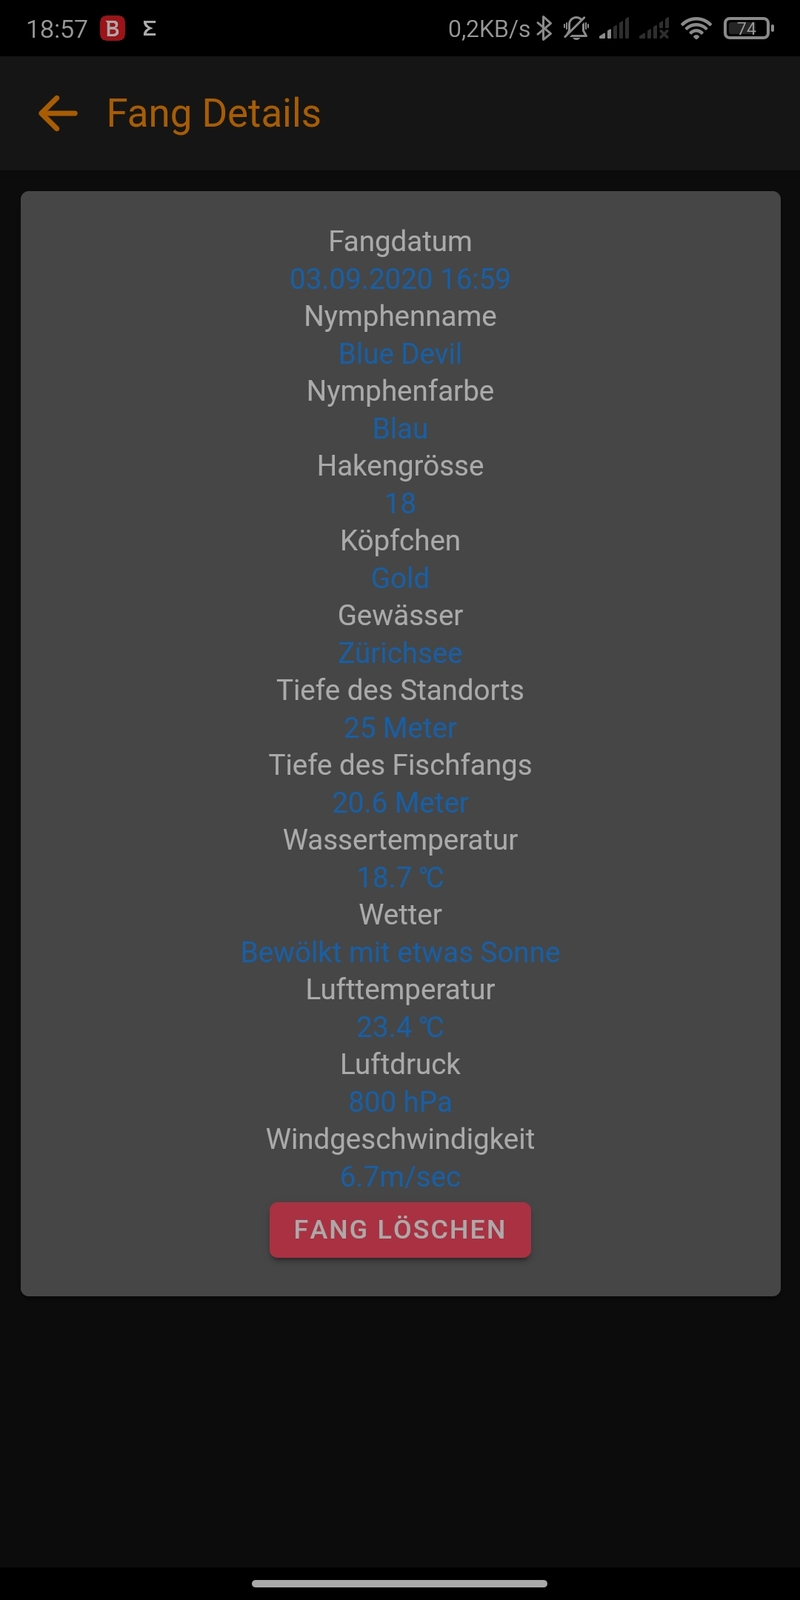 18:57 B Σ 0,2KB/s 74
Fang Details
Fangdatum
03.09.2020 16:59
Nymphenname
Blue Devil
Nymphenfarbe
Blau
Hakengrösse
18
Köpfchen
Gold
Gewässer
Zürichsee
Tiefe des Standorts
25 Meter
Tiefe des Fischfangs
20.6 Meter
Wassertemperatur
18.7 °C
Wetter
Bewölkt mit etwas Sonne
Lufttemperatur
23.4 °C
Luftdruck
800 hPa
Windgeschwindigkeit
6.7m/sec
FANG LÖSCHEN